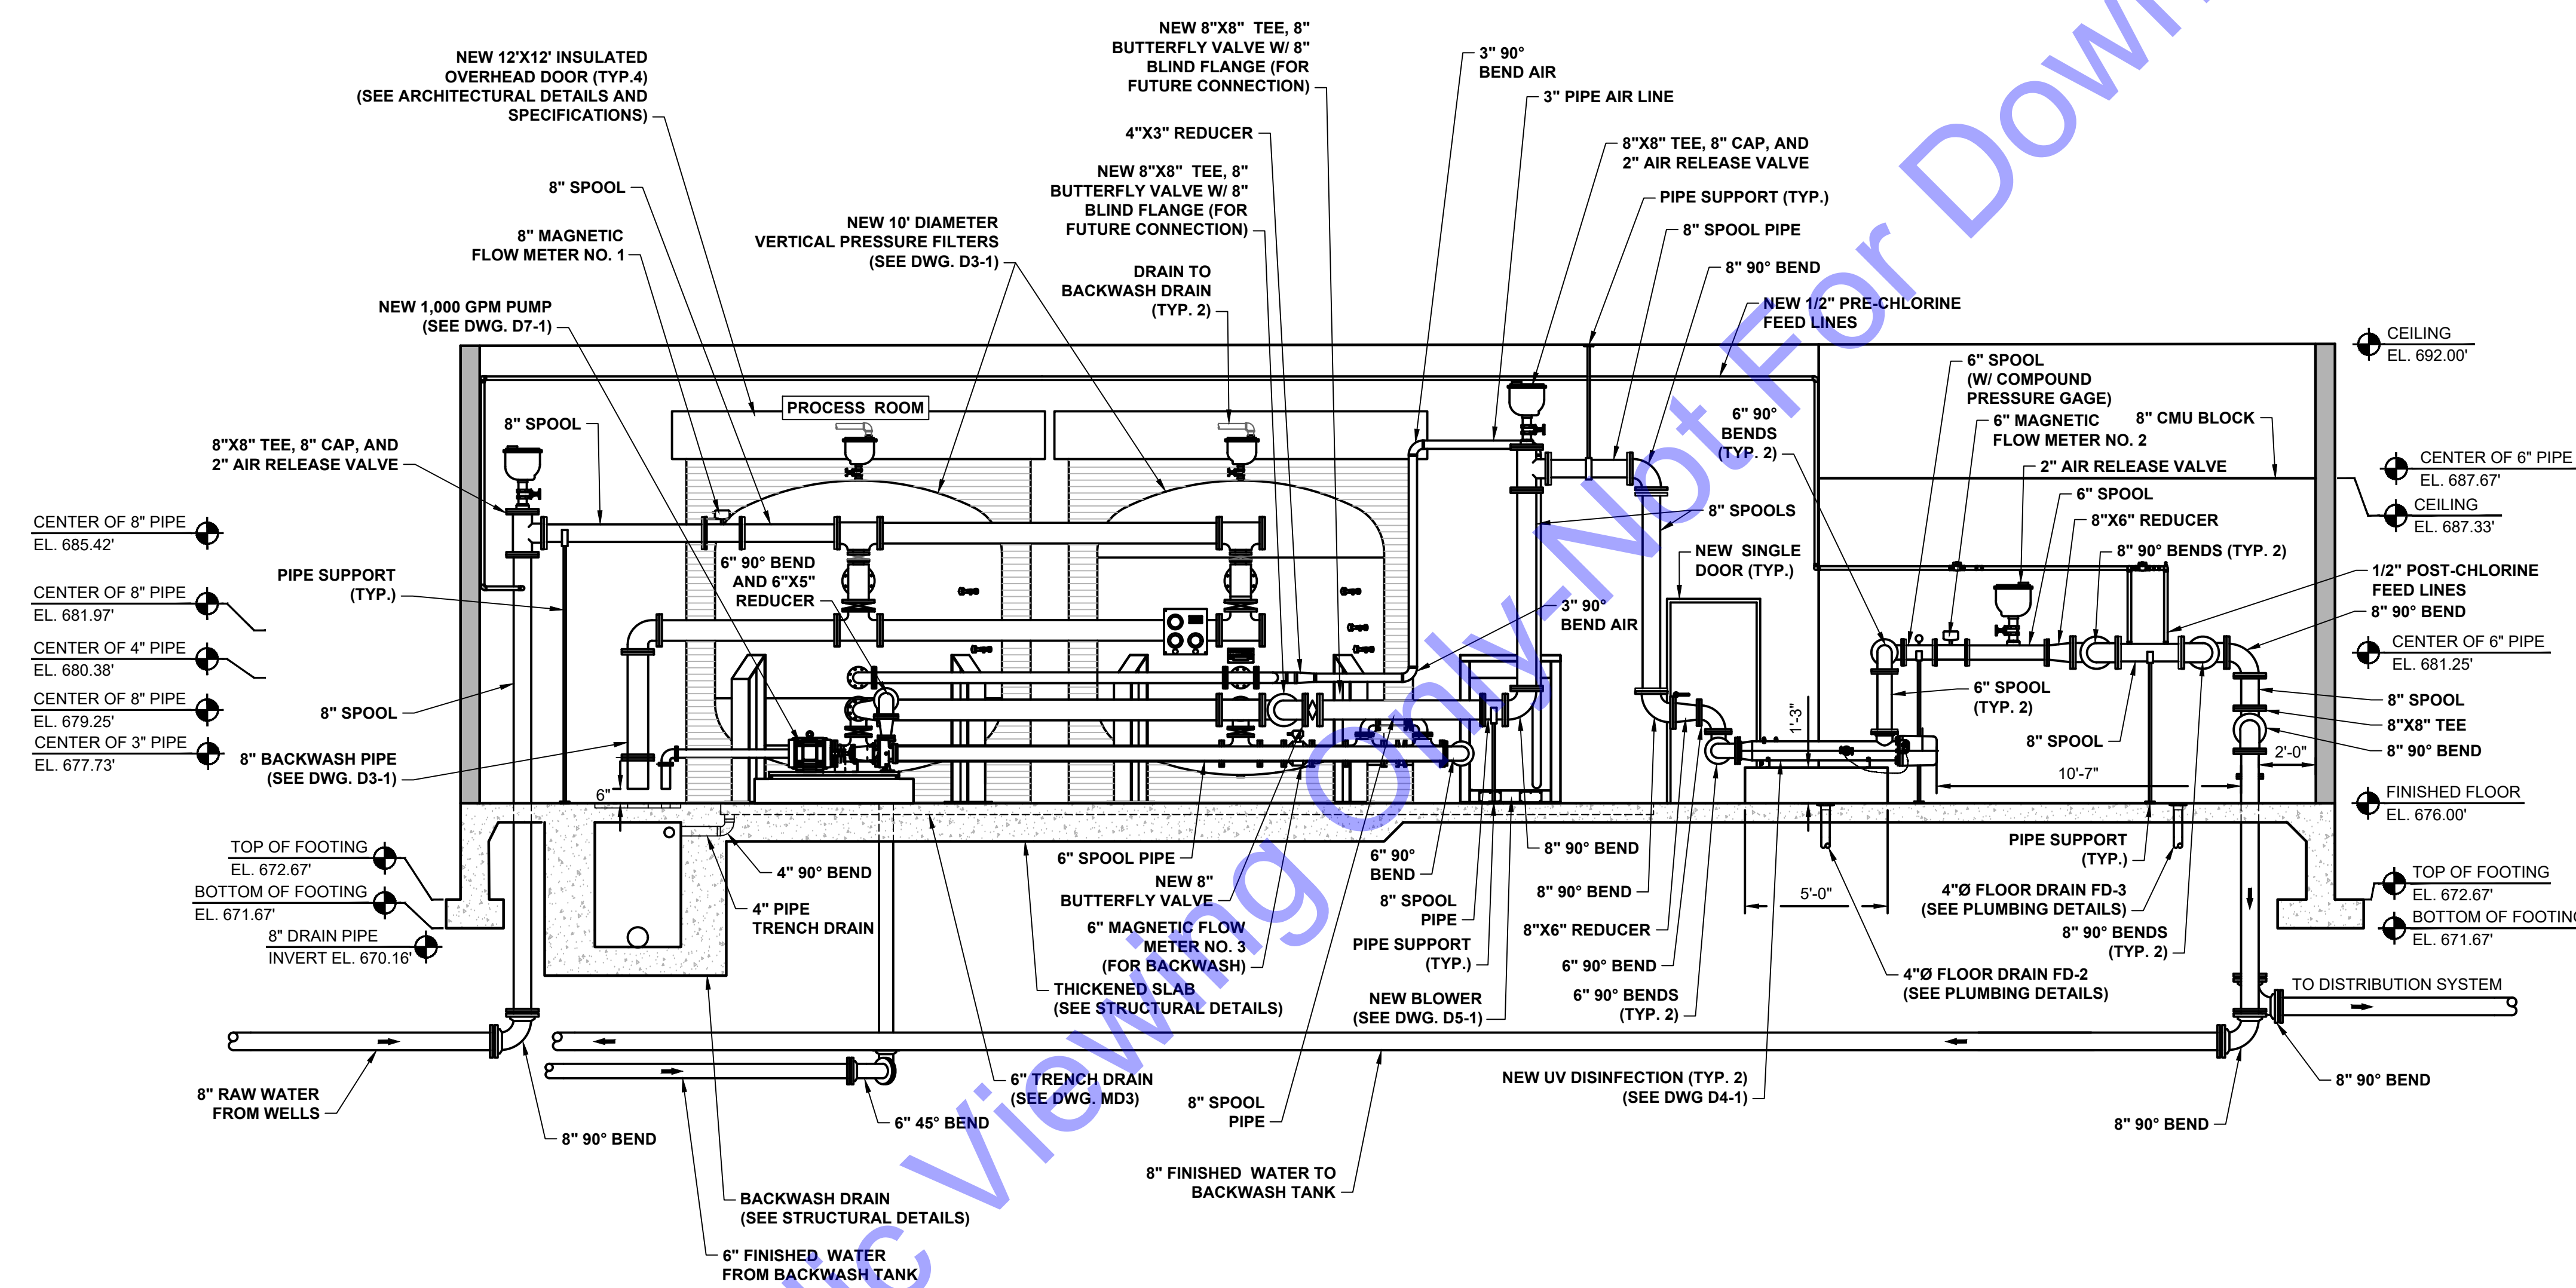 NEW 12'X12' INSULATED
OVERHEAD DOOR (TYP.4)
(SEE ARCHITECTURAL DETAILS AND
SPECIFICATIONS)
8" SPOOL
8" MAGNETIC
FLOW METER NO. 1
NEW 1,000 GPM PUMP
(SEE DWG. D7-1)
NEW 10' DIAMETER
VERTICAL PRESSURE FILTERS
(SEE DWG. D3-1)
NEW 8"X8" TEE, 8"
BUTTERFLY VALVE W/ 8"
BLIND FLANGE (FOR
FUTURE CONNECTION)
4"X3" REDUCER
NEW 8"X8" TEE, 8"
BUTTERFLY VALVE W/ 8"
BLIND FLANGE (FOR
FUTURE CONNECTION)
DRAIN TO
BACKWASH DRAIN
(TYP. 2)
3" 90°
BEND AIR
3" PIPE AIR LINE
8"X8" TEE, 8" CAP, AND
2" AIR RELEASE VALVE
PIPE SUPPORT (TYP.)
8" SPOOL PIPE
8" 90° BEND
NEW 1/2" PRE-CHLORINE
FEED LINES
CEILING
EL. 692.00'
6" SPOOL
(W/ COMPOUND
PRESSURE GAGE)
6" MAGNETIC
FLOW METER NO. 2
8" CMU BLOCK
6" 90°
BENDS
(TYP. 2)
2" AIR RELEASE VALVE
CENTER OF 6" PIPE
EL. 687.67'
CEILING
EL. 687.33'
6" SPOOL
8"X6" REDUCER
8" 90° BENDS (TYP. 2)
1/2" POST-CHLORINE
FEED LINES
8" 90° BEND
CENTER OF 6" PIPE
EL. 681.25'
8" SPOOL
8"X8" TEE
8" 90° BEND
PROCESS ROOM
8" SPOOL
8"X8" TEE, 8" CAP, AND
2" AIR RELEASE VALVE
CENTER OF 8" PIPE
EL. 685.42'
PIPE SUPPORT
(TYP.)
CENTER OF 8" PIPE
EL. 681.97'
CENTER OF 4" PIPE
EL. 680.38'
CENTER OF 8" PIPE
EL. 679.25'
CENTER OF 3" PIPE
EL. 677.73'
8" SPOOL
8" BACKWASH PIPE
(SEE DWG. D3-1)
6" 90° BEND
AND 6"X5"
REDUCER
8" SPOOLS
NEW SINGLE
DOOR (TYP.)
3" 90°
BEND AIR
6" SPOOL
(TYP. 2)
8" SPOOL
1'-3"
2'-0"
10'-7"
6"
FINISHED FLOOR
EL. 676.00'
TOP OF FOOTING
EL. 672.67'
BOTTOM OF FOOTING
EL. 671.67'
8" DRAIN PIPE
INVERT EL. 670.16'
4" 90° BEND
4" PIPE
TRENCH DRAIN
6" SPOOL PIPE
NEW 8"
BUTTERFLY VALVE
6" MAGNETIC FLOW
METER NO. 3
(FOR BACKWASH)
THICKENED SLAB
(SEE STRUCTURAL DETAILS)
6" 90°
BEND
8" SPOOL
PIPE
PIPE SUPPORT
(TYP.)
NEW BLOWER
(SEE DWG. D5-1)
8" 90° BEND
8" 90° BEND
8"X6" REDUCER
6" 90° BEND
6" 90° BENDS
(TYP. 2)
5'-0"
PIPE SUPPORT
(TYP.)
4"Ø FLOOR DRAIN FD-3
(SEE PLUMBING DETAILS)
8" 90° BENDS
(TYP. 2)
4"Ø FLOOR DRAIN FD-2
(SEE PLUMBING DETAILS)
TOP OF FOOTING
EL. 672.67'
BOTTOM OF FOOTING
EL. 671.67'
TO DISTRIBUTION SYSTEM
8" RAW WATER
FROM WELLS
8" 90° BEND
6" 45° BEND
6" TRENCH DRAIN
(SEE DWG. MD3)
8" SPOOL
PIPE
NEW UV DISINFECTION (TYP. 2)
(SEE DWG D4-1)
8" 90° BEND
8" 90° BEND
8" FINISHED WATER TO
BACKWASH TANK
BACKWASH DRAIN
(SEE STRUCTURAL DETAILS)
6" FINISHED WATER
FROM BACKWASH TANK
Viewing Only-Not For